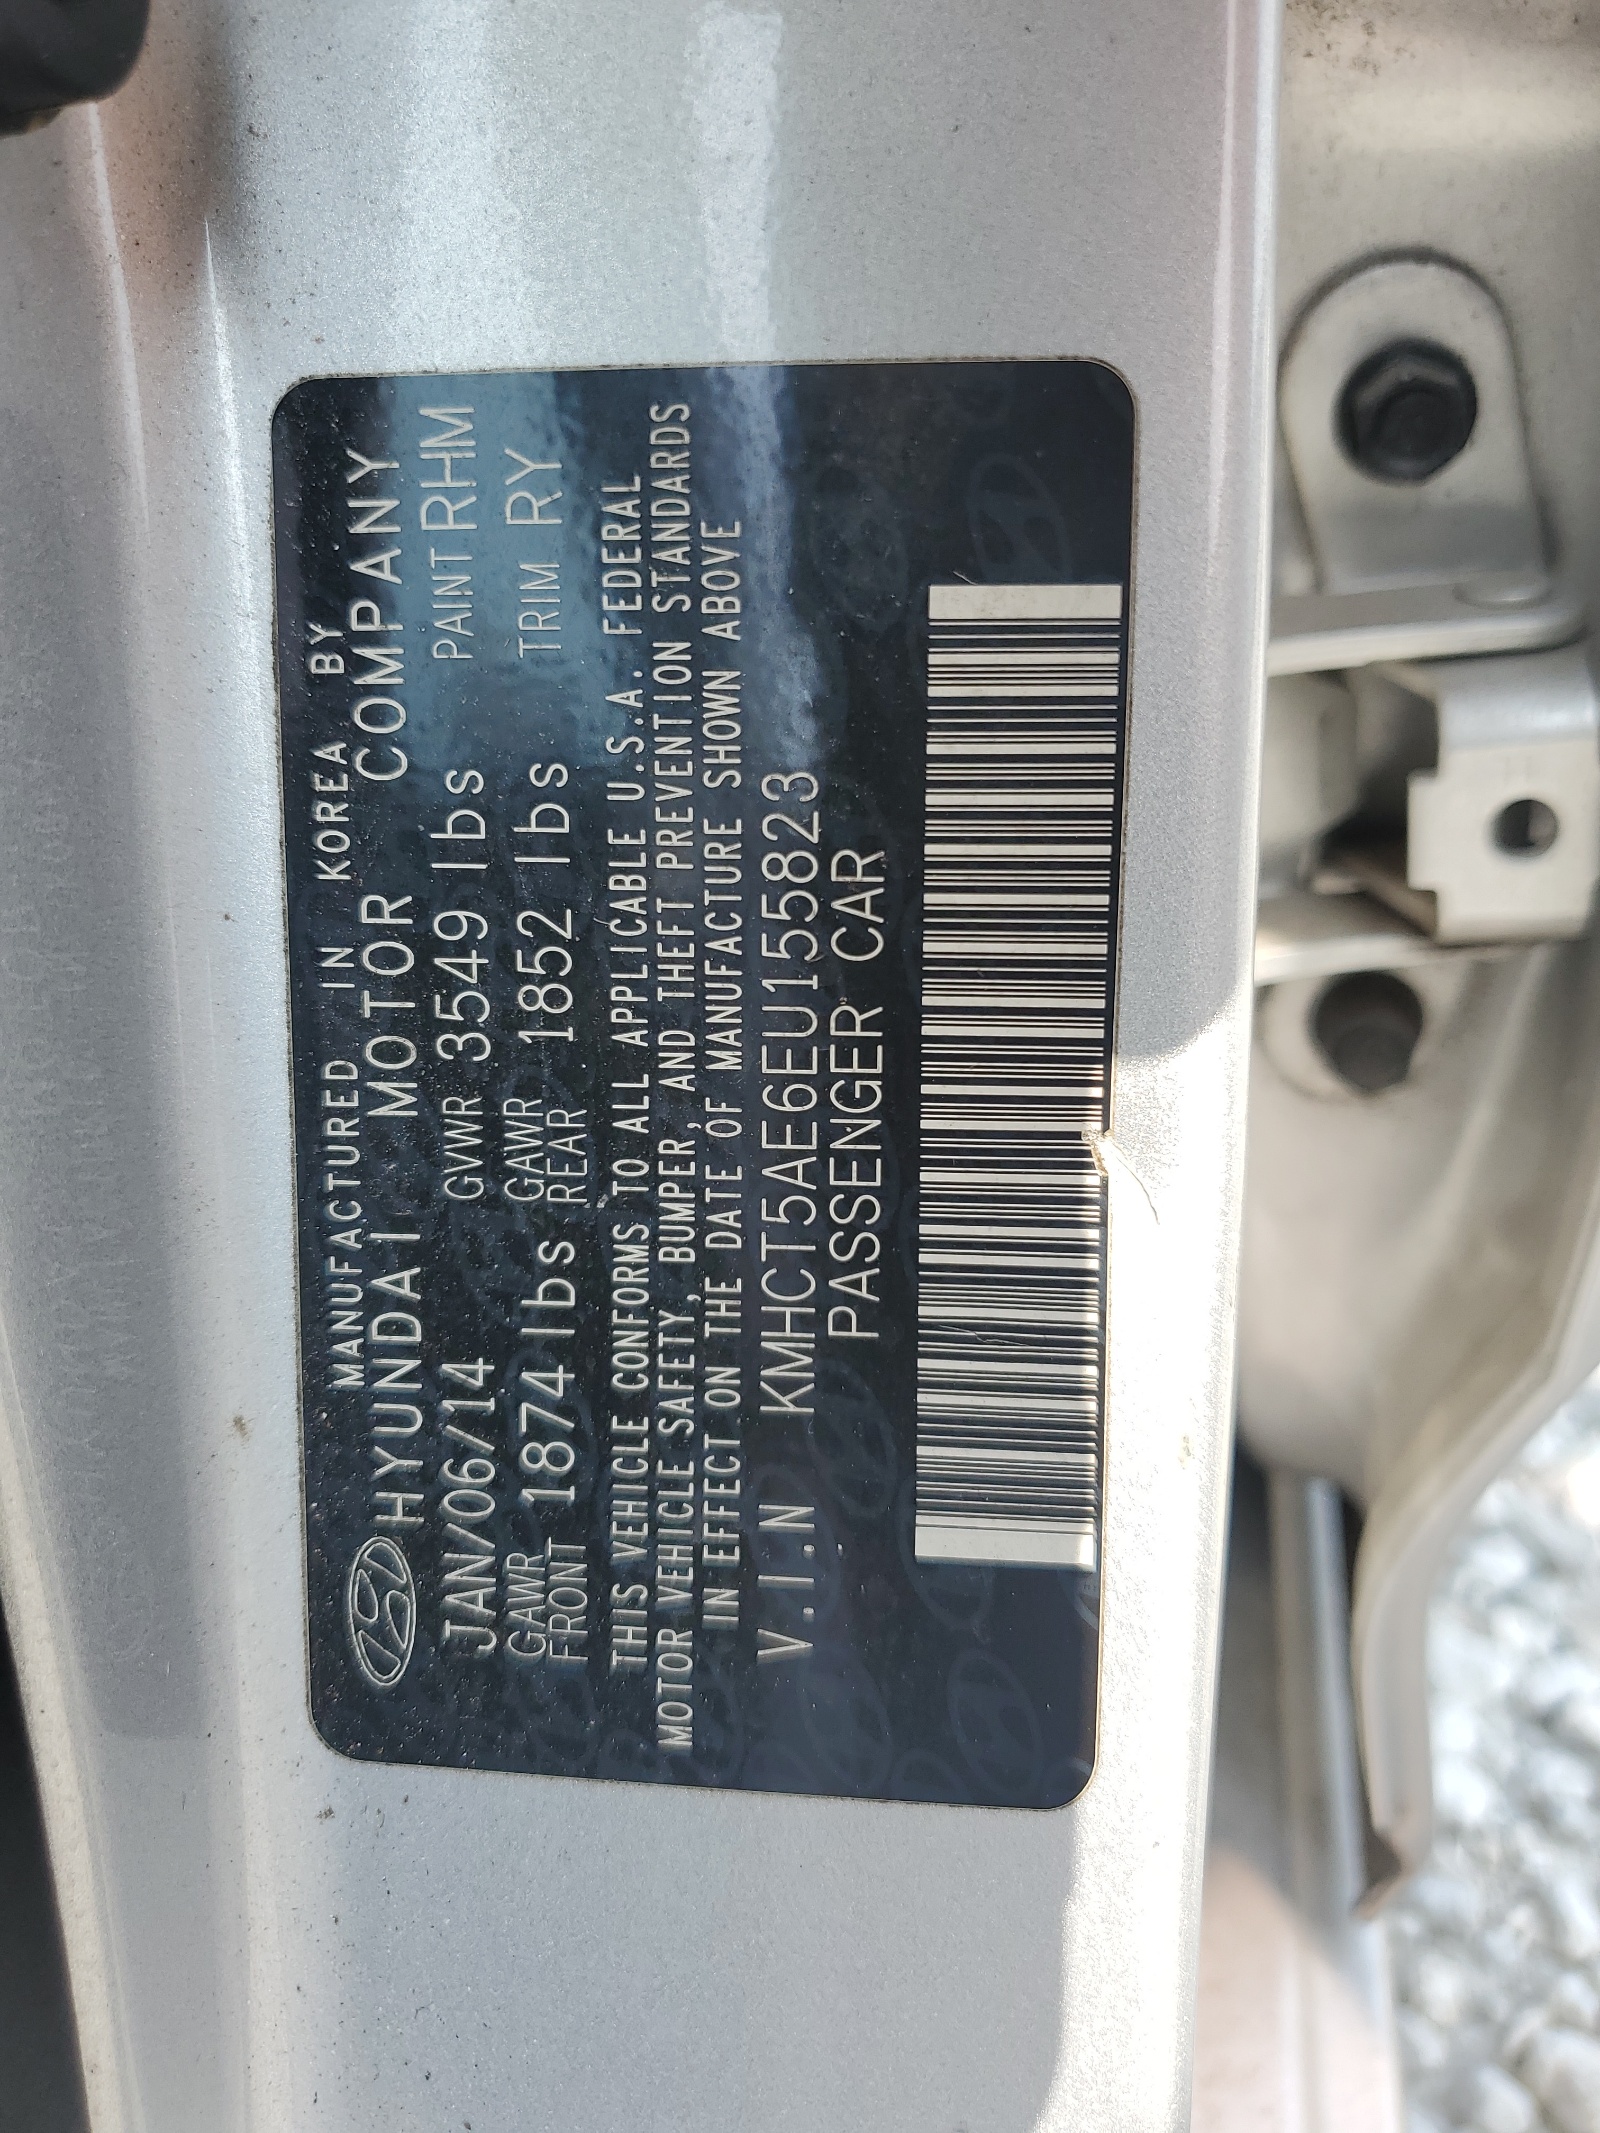 MANUFACTURED IN KOREA BY
HYUNDAI MOTOR COMPANY
JAN/06/14 GVWR 3549 lbs PAINT RHM
GAWR FRONT 1874 lbs GAWR REAR 1852 lbs TRIM RY
THIS VEHICLE CONFORMS TO ALL APPLICABLE U.S.A. FEDERAL
MOTOR VEHICLE SAFETY, BUMPER, AND THEFT PREVENTION STANDARDS
IN EFFECT ON THE DATE OF MANUFACTURE SHOWN ABOVE
V.I.N KMHCT5AE6EU155823
PASSENGER CAR